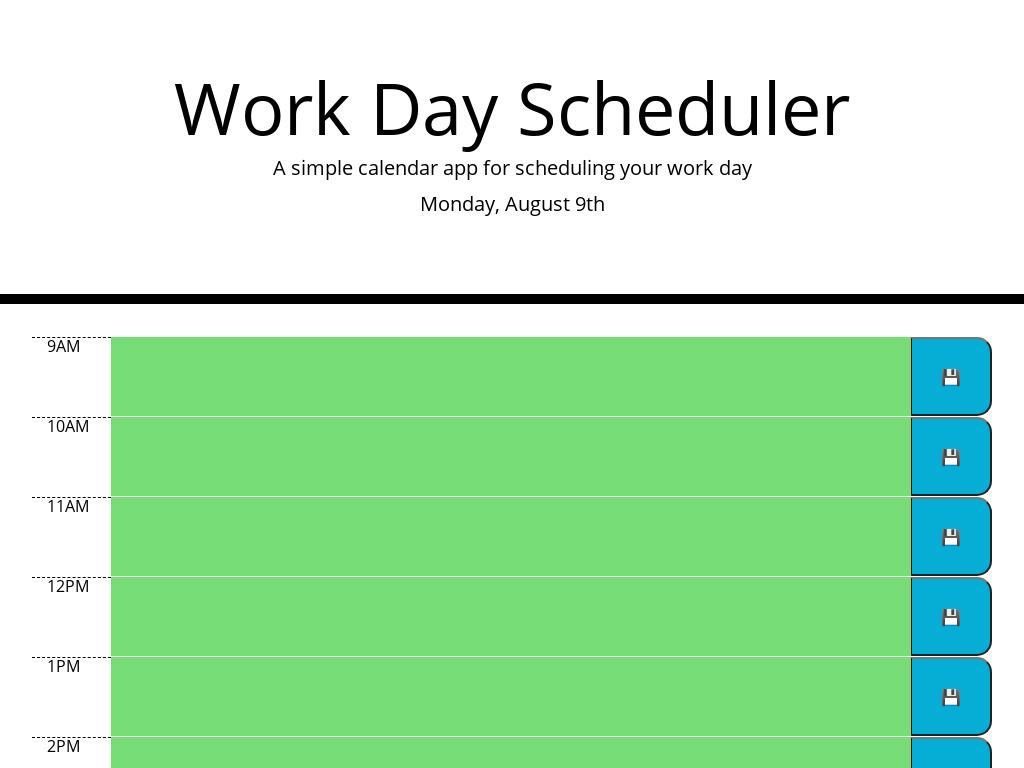 Work Day Scheduler
A simple calendar app for scheduling your work day
Monday, August 9th
9AM
10AM
11AM
12PM
1PM
2PM